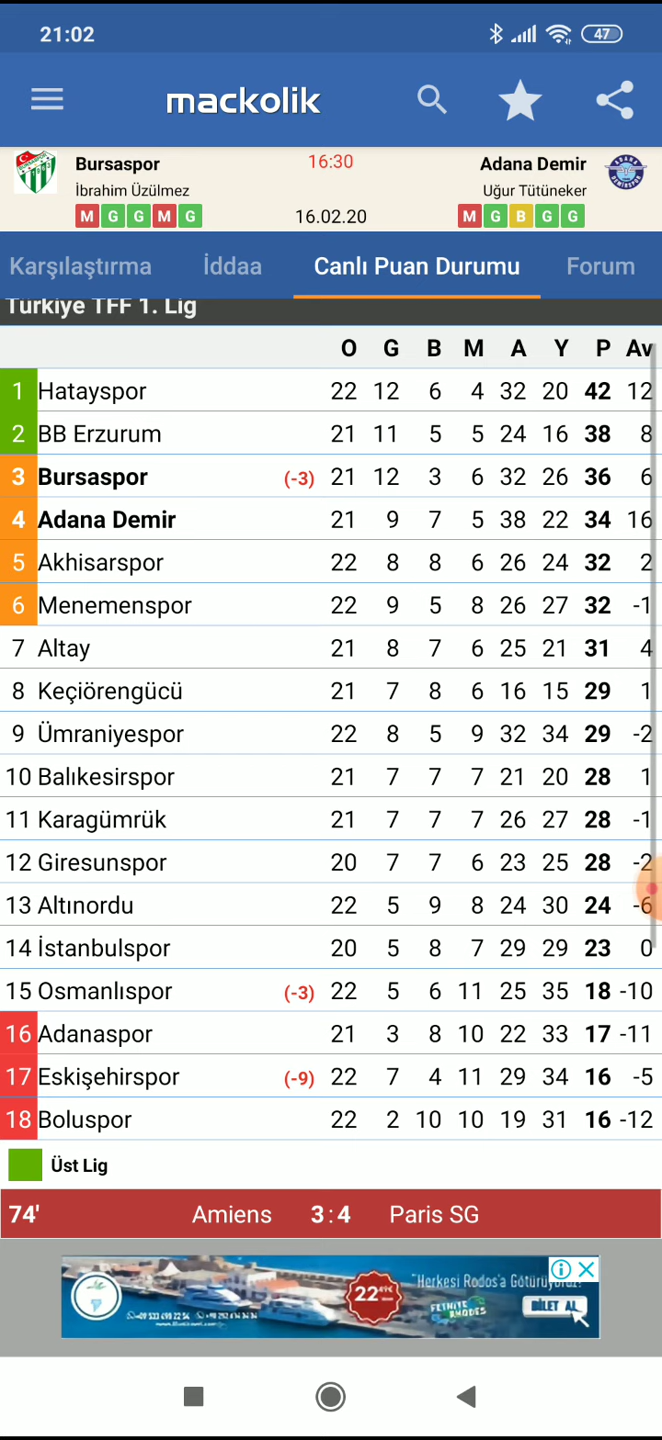 21:02 47
mackolik
Bursaspor 16:30 Adana Demir
İbrahim Üzülmez Uğur Tütüneker
M G G M G 16.02.20 M G B G G
Karşılaştırma İddaa Canlı Puan Durumu Forum
Türkiye TFF 1. Lig
O G B M A Y P Av
1 Hatayspor 22 12 6 4 32 20 42 12
2 BB Erzurum 21 11 5 5 24 16 38 8
3 Bursaspor (-3) 21 12 3 6 32 26 36 6
4 Adana Demir 21 9 7 5 38 22 34 16
5 Akhisarspor 22 8 8 6 26 24 32 2
6 Menemenspor 22 9 5 8 26 27 32 -1
7 Altay 21 8 7 6 25 21 31 4
8 Keçiörengücü 21 7 8 6 16 15 29 1
9 Ümraniyespor 22 8 5 9 32 34 29 -2
10 Balıkesirspor 21 7 7 7 21 20 28 1
11 Karagümrük 21 7 7 7 26 27 28 -1
12 Giresunspor 20 7 7 6 23 25 28 -2
13 Altınordu 22 5 9 8 24 30 24 -6
14 İstanbulspor 20 5 8 7 29 29 23 0
15 Osmanlıspor (-3) 22 5 6 11 25 35 18 -10
16 Adanaspor 21 3 8 10 22 33 17 -11
17 Eskişehirspor (-9) 22 7 4 11 29 34 16 -5
18 Boluspor 22 2 10 10 19 31 16 -12
Üst Lig
74' Amiens 3:4 Paris SG
"Herkesi Rodos'a Götürüyoruz"
22
FETHİYE
RHODES
BİLET AL